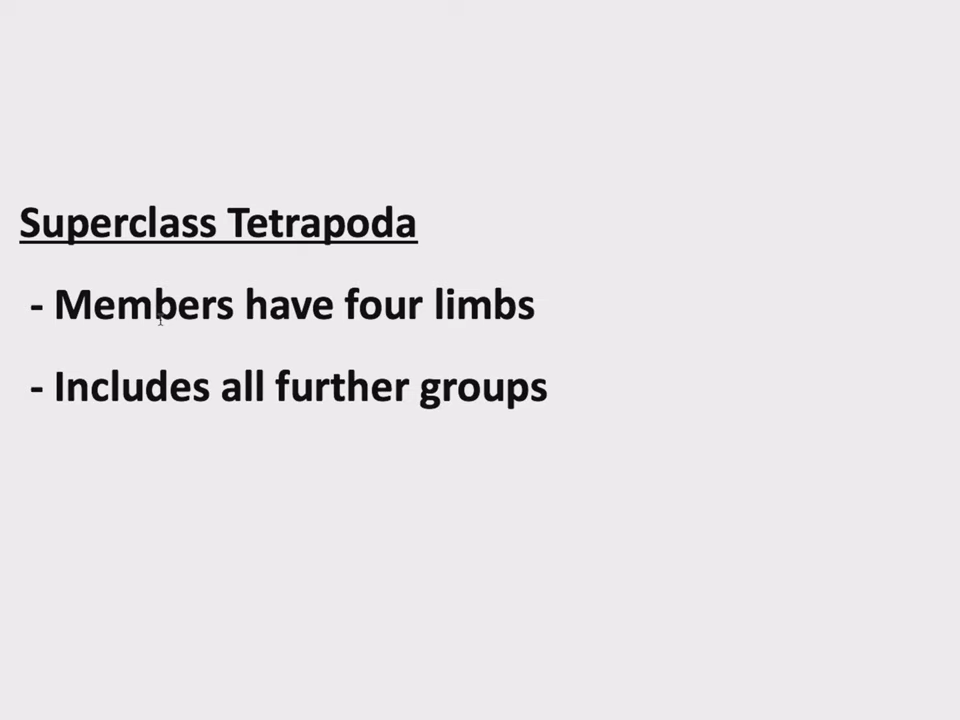 Superclass Tetrapoda
- Members have four limbs
- Includes all further groups